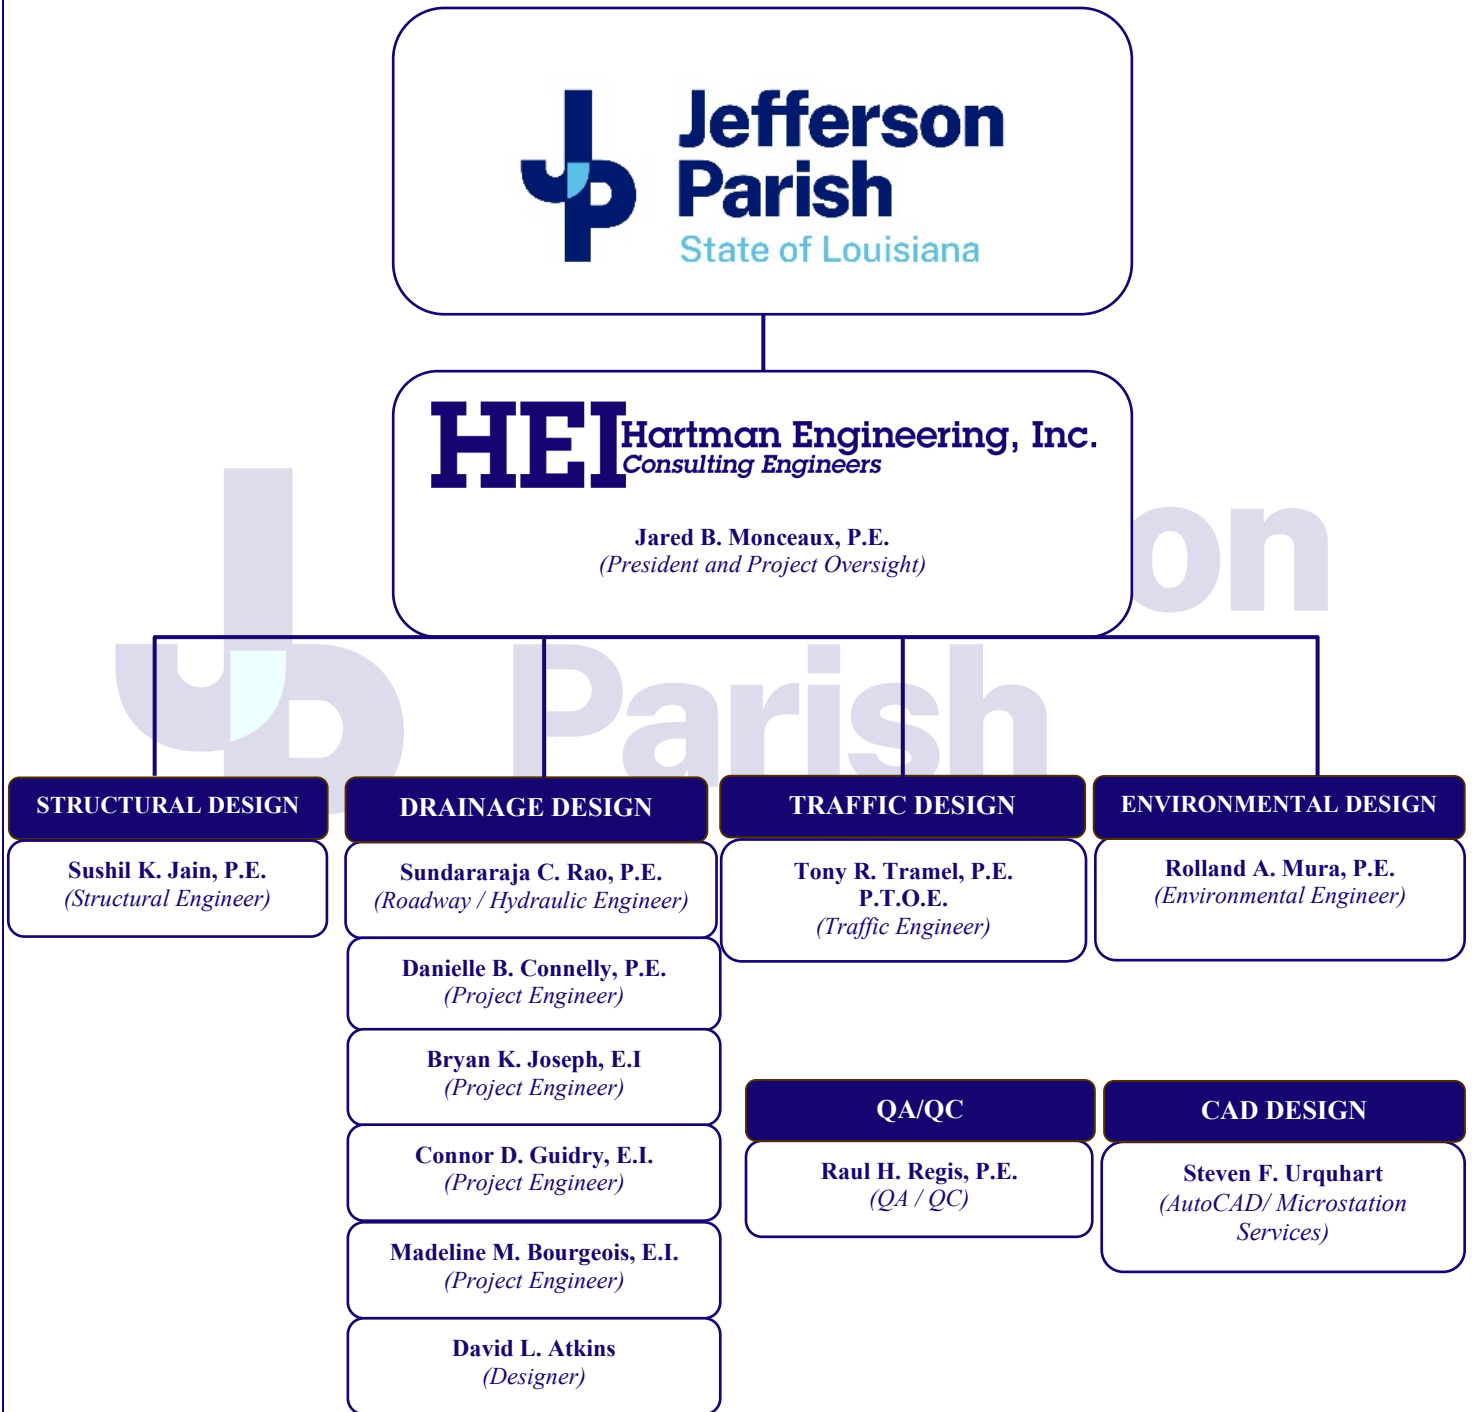 Jefferson
Parish
State of Louisiana
HEI Hartman Engineering, Inc.
Consulting Engineers
Jared B. Monceaux, P.E.
(President and Project Oversight)
on
Parish
STRUCTURAL DESIGN
Sushil K. Jain, P.E.
(Structural Engineer)
DRAINAGE DESIGN
Sundararaja C. Rao, P.E.
(Roadway / Hydraulic Engineer)
Danielle B. Connelly, P.E.
(Project Engineer)
Bryan K. Joseph, E.I
(Project Engineer)
Connor D. Guidry, E.I.
(Project Engineer)
Madeline M. Bourgeois, E.I.
(Project Engineer)
David L. Atkins
(Designer)
TRAFFIC DESIGN
Tony R. Tramel, P.E.
P.T.O.E.
(Traffic Engineer)
ENVIRONMENTAL DESIGN
Rolland A. Mura, P.E.
(Environmental Engineer)
QA/QC
Raul H. Regis, P.E.
(QA / QC)
CAD DESIGN
Steven F. Urquhart
(AutoCAD/ Microstation
Services)